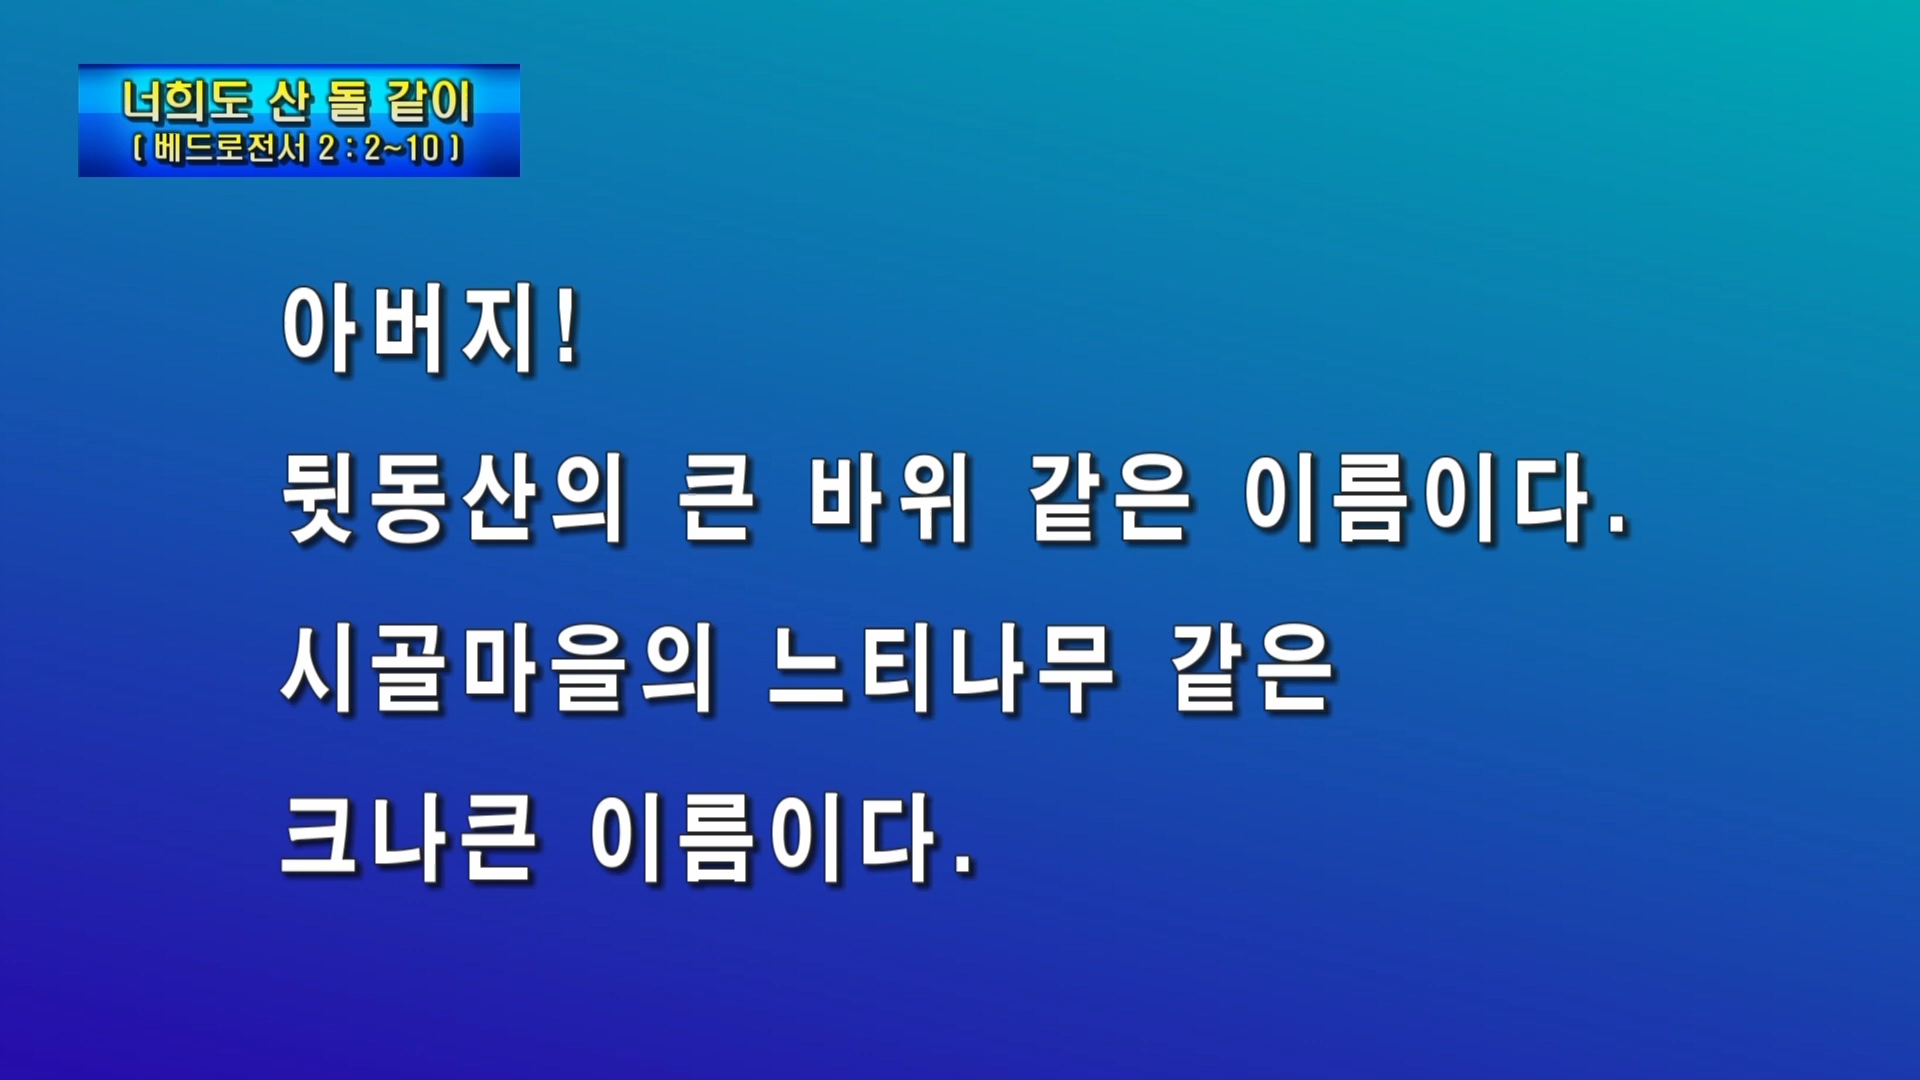 너희도 산 돌 같이
( 베드로전서 2 : 2~10 )
아버지!
뒷동산의 큰 바위 같은 이름이다.
시골마을의 느티나무 같은
크나큰 이름이다.